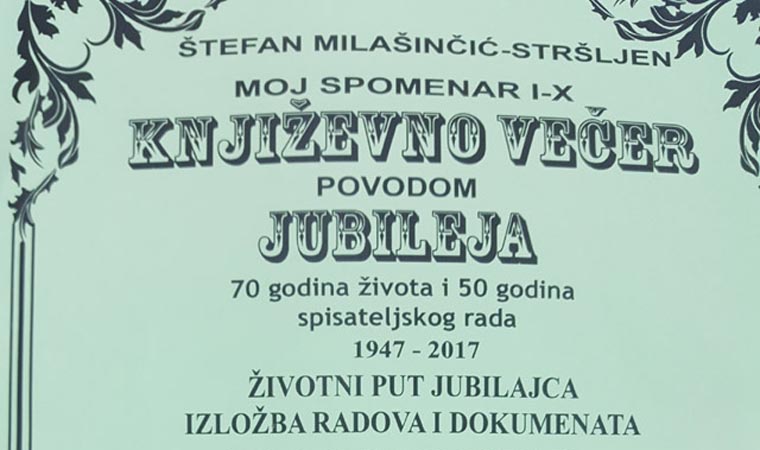 ŠTEFAN MILAŠINČIĆ-STRŠLJEN
MOJ SPOMENAR I-X
KNJIŽEVNO VEČER
POVODOM
JUBILEJA
70 godina života i 50 godina
spisateljskog rada
1947 - 2017
ŽIVOTNI PUT JUBILAJCA
IZLOŽBA RADOVA I DOKUMENATA